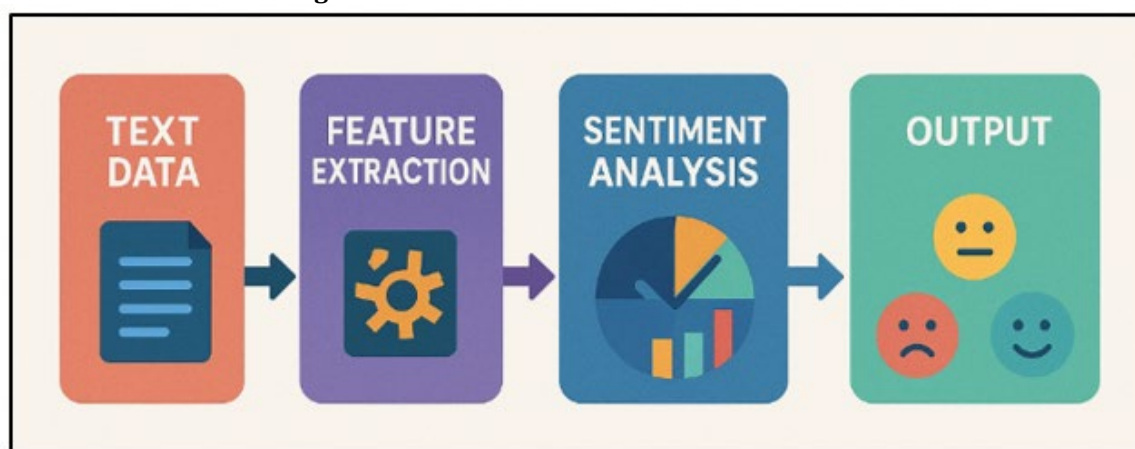 TEXT
DATA
FEATURE
EXTRACTION
SENTIMENT
ANALYSIS
OUTPUT